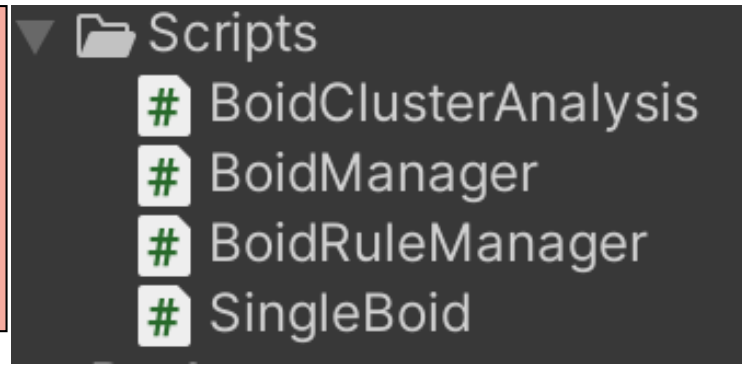 Scripts
# BoidClusterAnalysis
# BoidManager
# BoidRuleManager
# SingleBoid